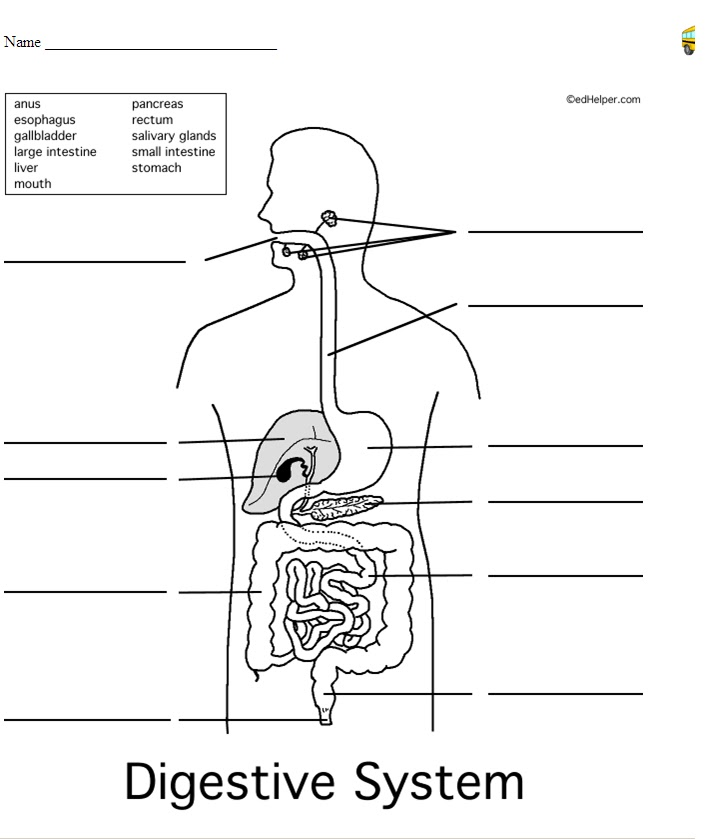 Name
©edHelper.com
anus pancreas
esophagus rectum
gallbladder salivary glands
large intestine small intestine
liver stomach
mouth
Digestive System